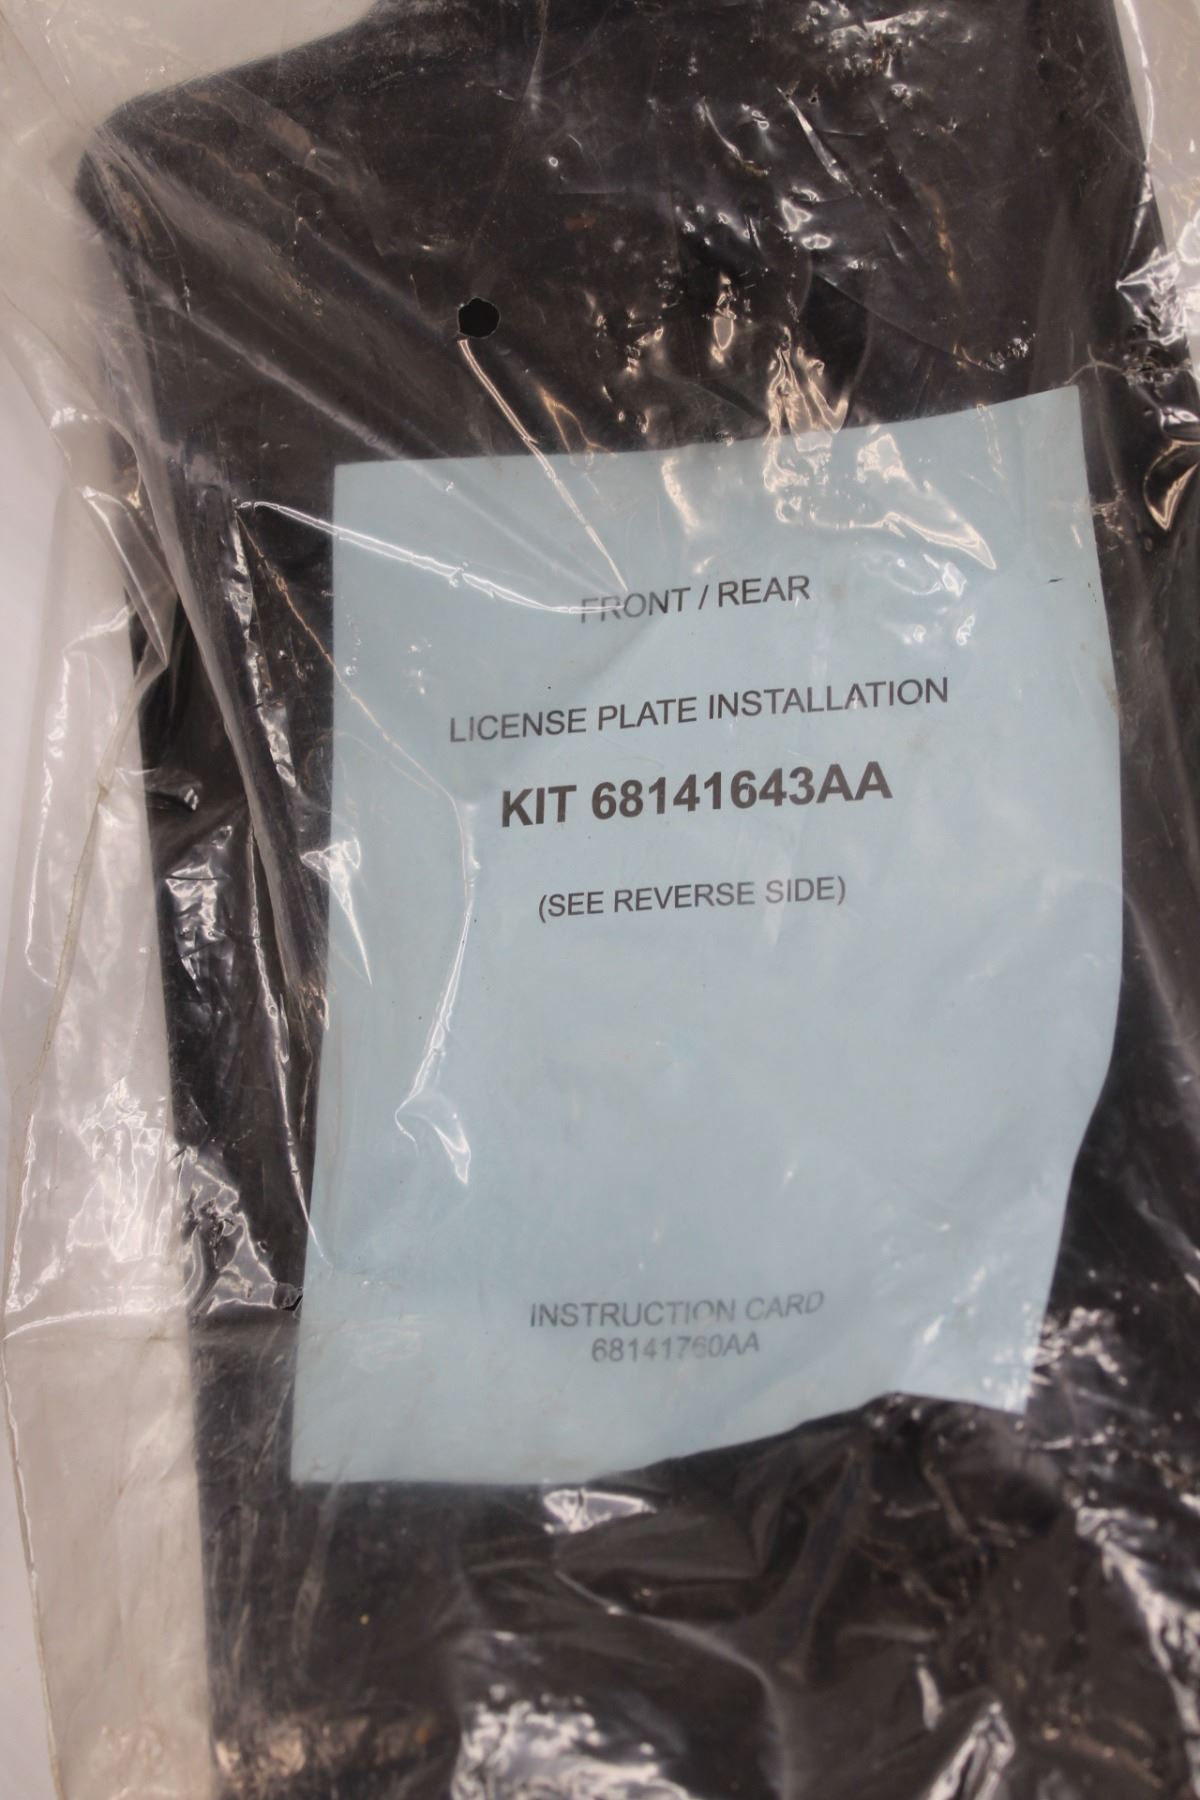 FRONT / REAR
LICENSE PLATE INSTALLATION
KIT 68141643AA
(SEE REVERSE SIDE)
INSTRUCTION CARD
68141760AA